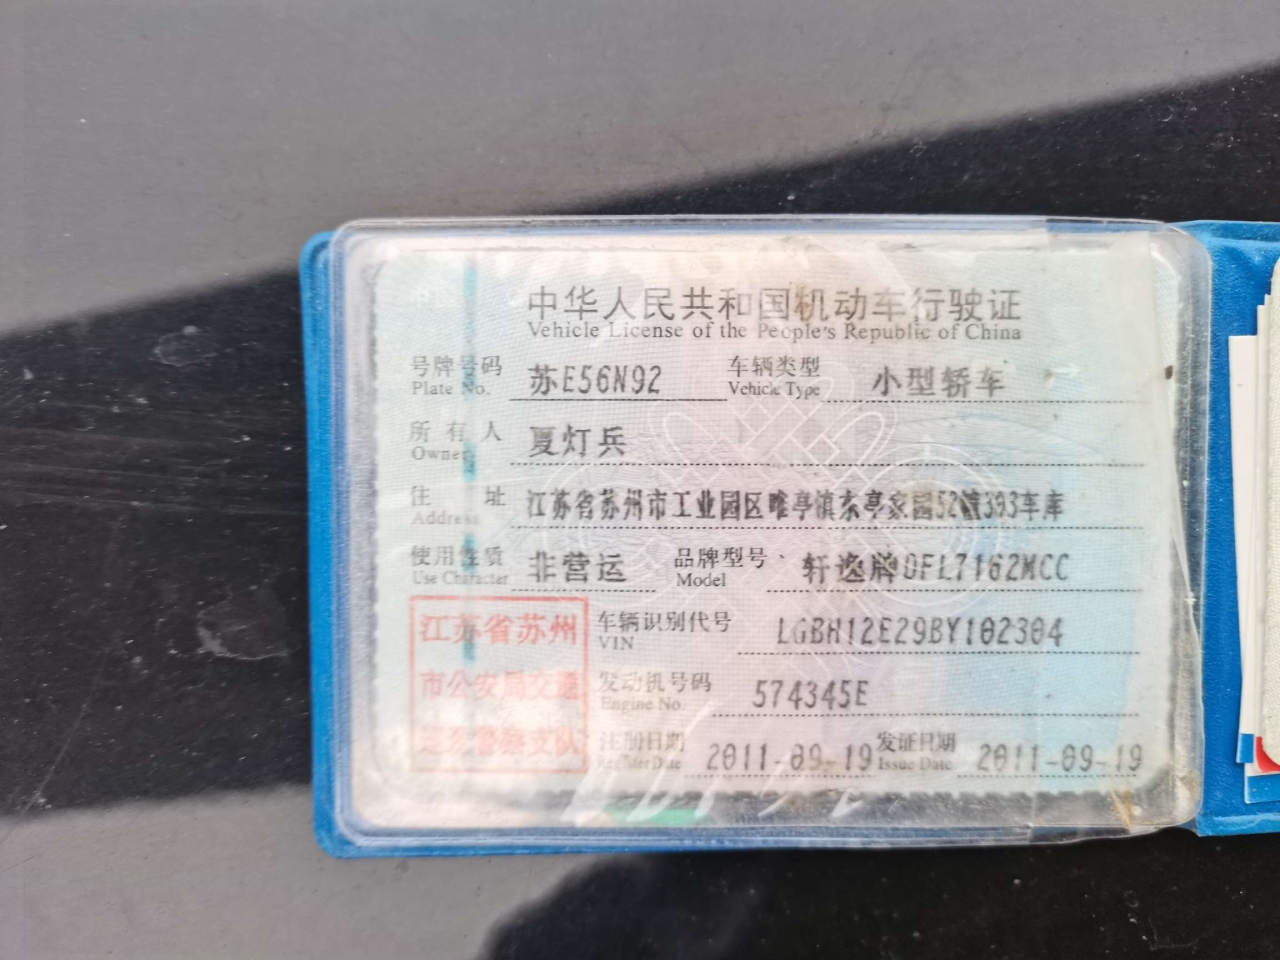 中华人民共和国机动车行驶证
Vehicle License of the People's Republic of China
号牌号码 苏E56N92 车辆类型 小型轿车
Plate No. Vehicle Type
所有人 夏灯兵
Owner
住址 江苏省苏州市工业园区唯亭镇东亭家园52幢393车库
Address
使用性质 非营运 品牌型号 轩逸牌DFL7162MCC
Use Character Model
江苏省苏州 车辆识别代号 LGBH12E29BY102304
VIN
市公安局交通 发动机号码 574345E
Engine No.
巡逻警察支队 注册日期 2011-09-19 发证日期 2011-09-19
Register Date Issue Date